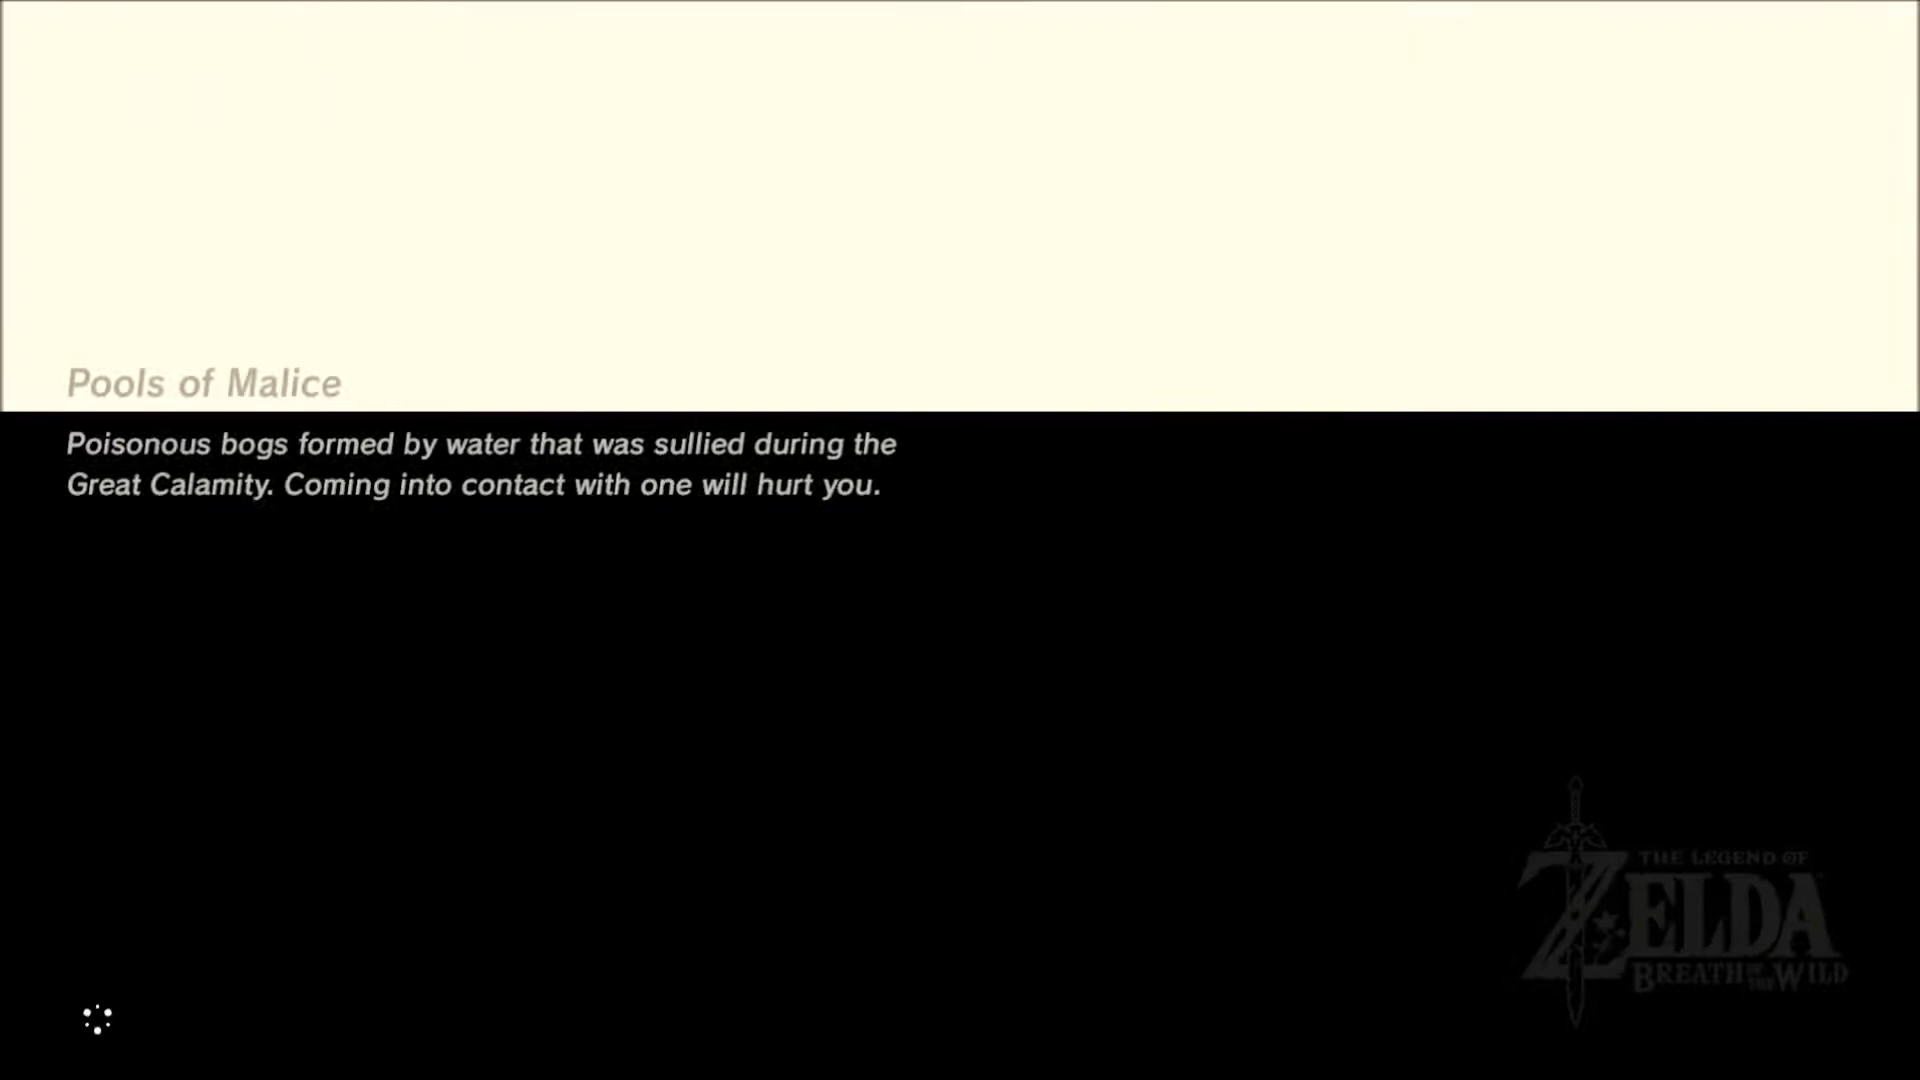 Pools of Malice
Poisonous bogs formed by water that was sullied during the
Great Calamity. Coming into contact with one will hurt you.
THE LEGEND OF
ZELDA
BREATH OF THE WILD